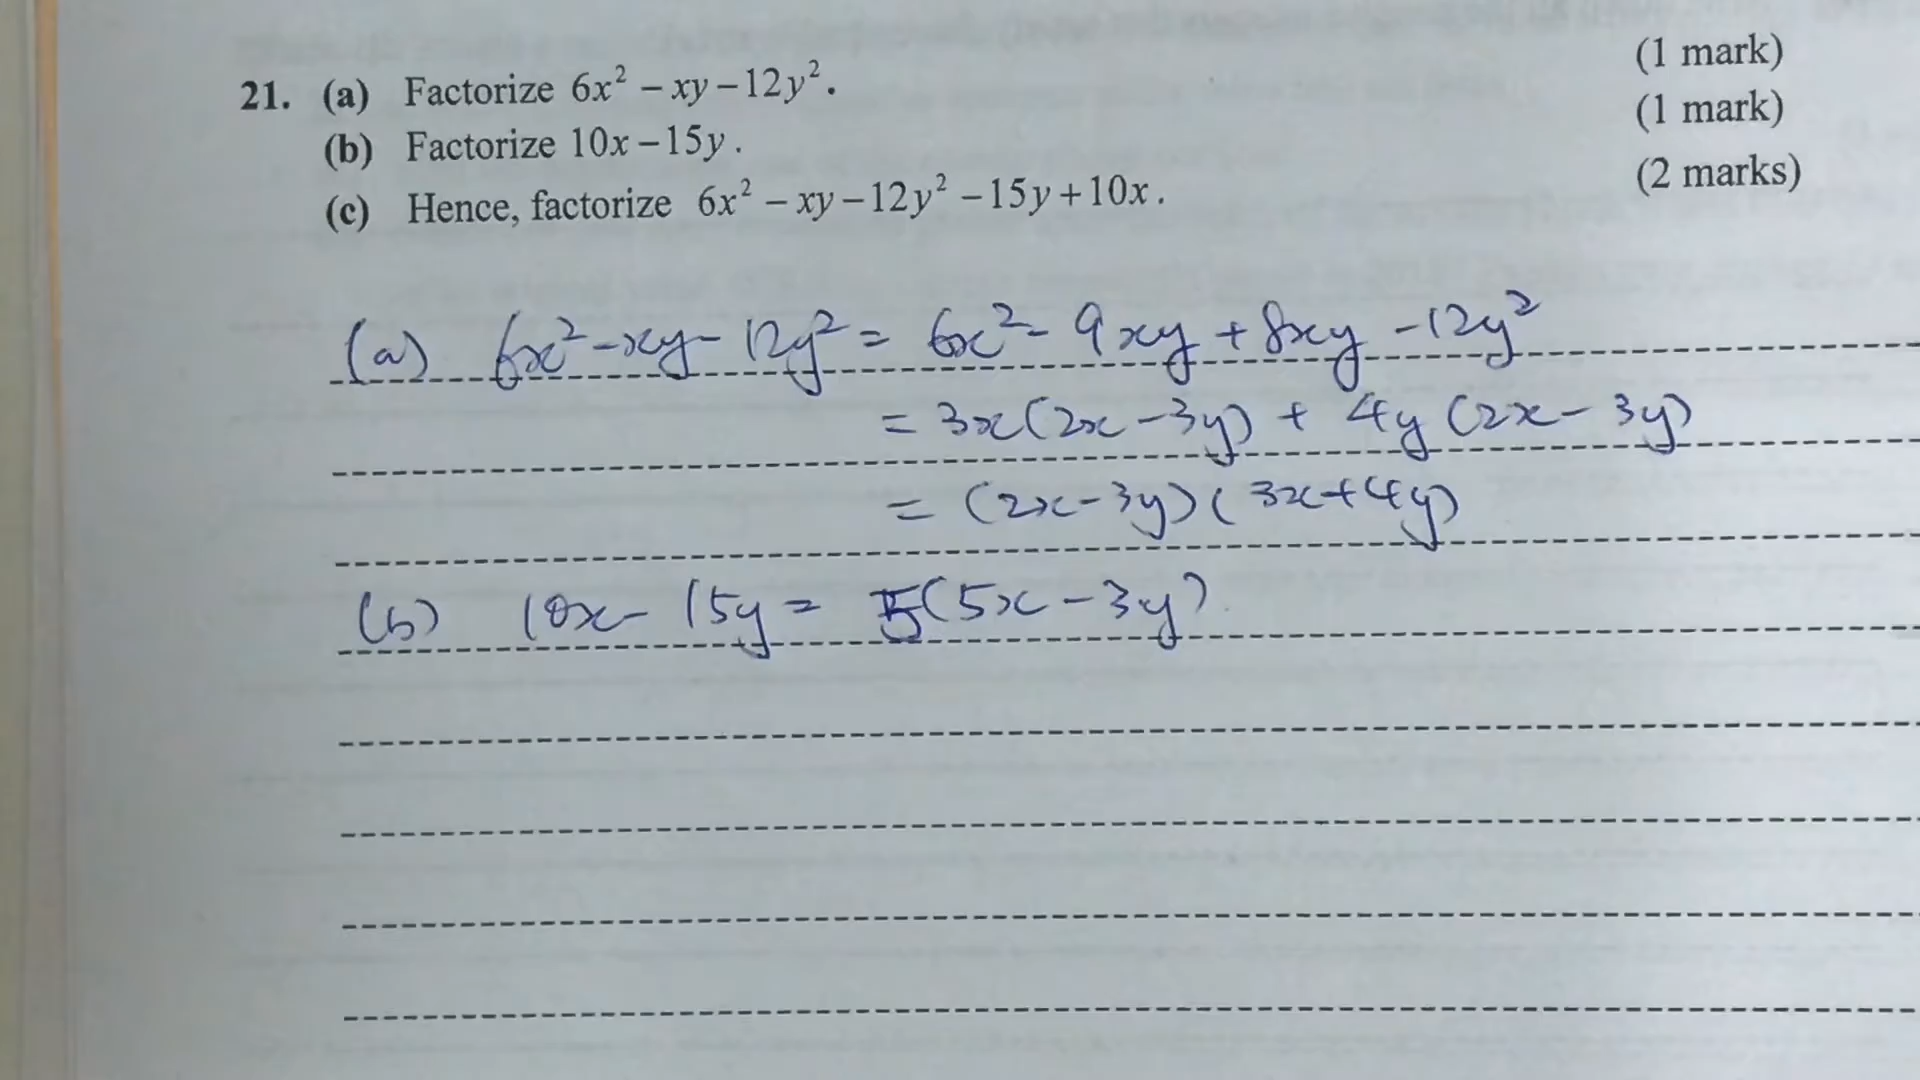 21. (a) Factorize 6x² – xy – 12y². (1 mark)
(b) Factorize 10x – 15y. (1 mark)
(c) Hence, factorize 6x² – xy – 12y² – 15y + 10x. (2 marks)
(a) 6x² - xy - 12y² = 6x² - 9xy + 8xy - 12y²
= 3x(2x - 3y) + 4y(2x - 3y)
= (2x - 3y)(3x + 4y)
(b) 10x - 15y = 5(5x - 3y)